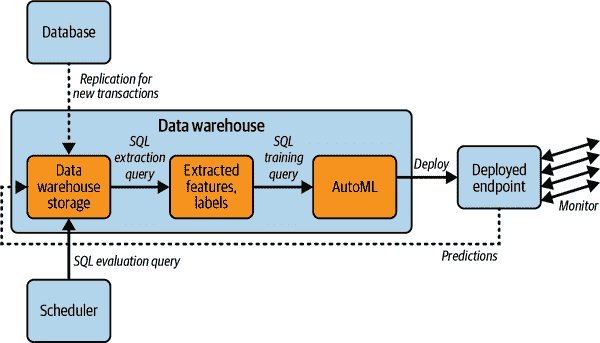 Database
Replication for
new transactions
Data warehouse
Data
warehouse
storage
SQL
extraction
query
Extracted
features,
labels
SQL
training
query
AutoML
Deploy
Deployed
endpoint
Monitor
Predictions
SQL evaluation query
Scheduler